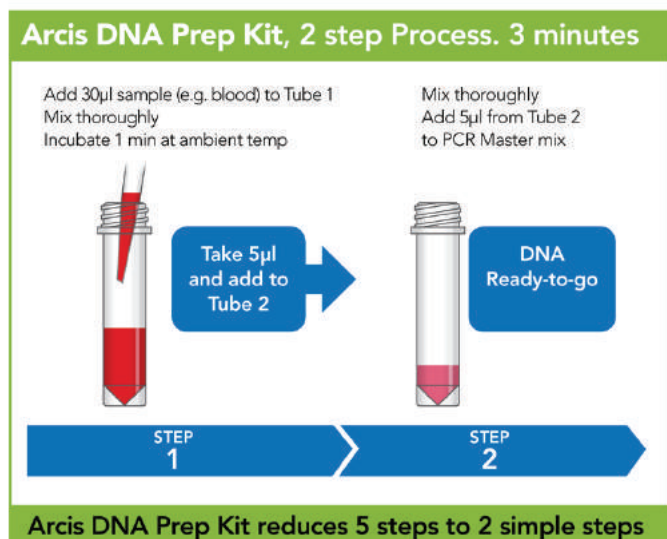 Arcis DNA Prep Kit, 2 step Process. 3 minutes
Add 30µl sample (e.g. blood) to Tube 1
Mix thoroughly
Incubate 1 min at ambient temp
Mix thoroughly
Add 5µl from Tube 2
to PCR Master mix
Take 5µl
and add to
Tube 2
DNA
Ready-to-go
STEP
1
STEP
2
Arcis DNA Prep Kit reduces 5 steps to 2 simple steps